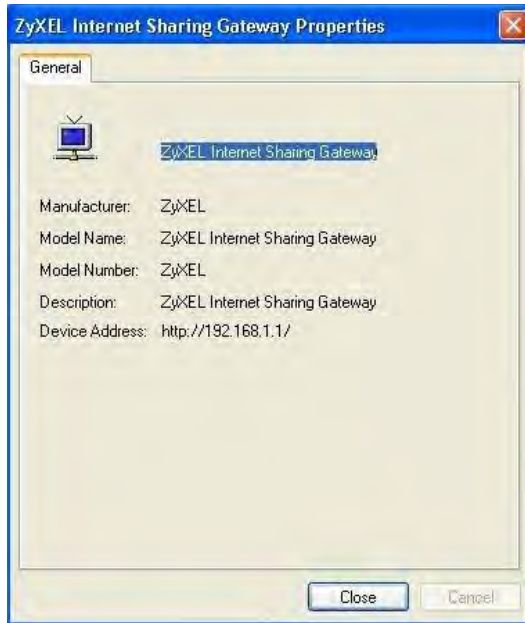 ZyXEL Internet Sharing Gateway Properties
General
ZyXEL Internet Sharing Gateway
Manufacturer: ZyXEL
Model Name: ZyXEL Internet Sharing Gateway
Model Number: ZyXEL
Description: ZyXEL Internet Sharing Gateway
Device Address: http://192.168.1.1/
Close Cancel